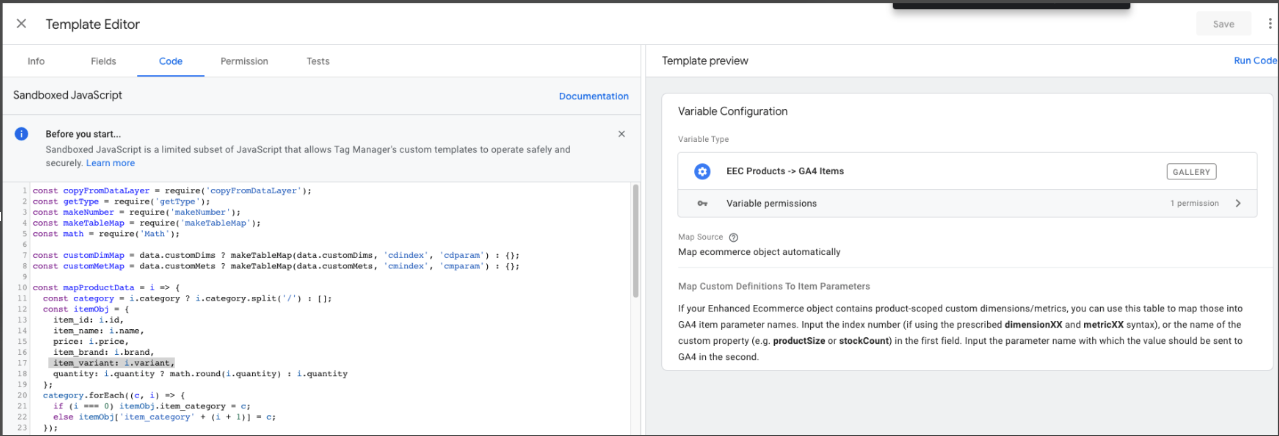 Template Editor
Save
Info Fields Code Permission Tests
Template preview
Run Code
Sandboxed JavaScript
Documentation
Before you start...
Sandboxed JavaScript is a limited subset of JavaScript that allows Tag Manager's custom templates to operate safely and
securely. Learn more
1 const copyFromDataLayer = require('copyFromDataLayer');
2 const getType = require('getType');
3 const makeNumber = require('makeNumber');
4 const makeTableMap = require('makeTableMap');
5 const math = require('Math');
6
7 const customDimMap = data.customDims ? makeTableMap(data.customDims, 'cdindex', 'cdparam') : {};
8 const customMetMap = data.customMets ? makeTableMap(data.customMets, 'cmindex', 'cmparam') : {};
9
10 const mapProductData = i => {
11 const category = i.category ? i.category.split('/') : [];
12 const itemObj = {
13 item_id: i.id,
14 item_name: i.name,
15 price: i.price,
16 item_brand: i.brand,
17 item_variant: i.variant,
18 quantity: i.quantity ? math.round(i.quantity) : i.quantity
19 };
20 category.forEach((c, i) => {
21 if (i === 0) itemObj.item_category = c;
22 else itemObj['item_category' + (i + 1)] = c;
23 });
Variable Configuration
Variable Type
EEC Products -> GA4 Items
GALLERY
Variable permissions
1 permission
Map Source
Map ecommerce object automatically
Map Custom Definitions To Item Parameters
If your Enhanced Ecommerce object contains product-scoped custom dimensions/metrics, you can use this table to map those into
GA4 item parameter names. Input the index number (if using the prescribed dimensionXX and metricXX syntax), or the name of the
custom property (e.g. productSize or stockCount) in the first field. Input the parameter name with which the value should be sent to
GA4 in the second.